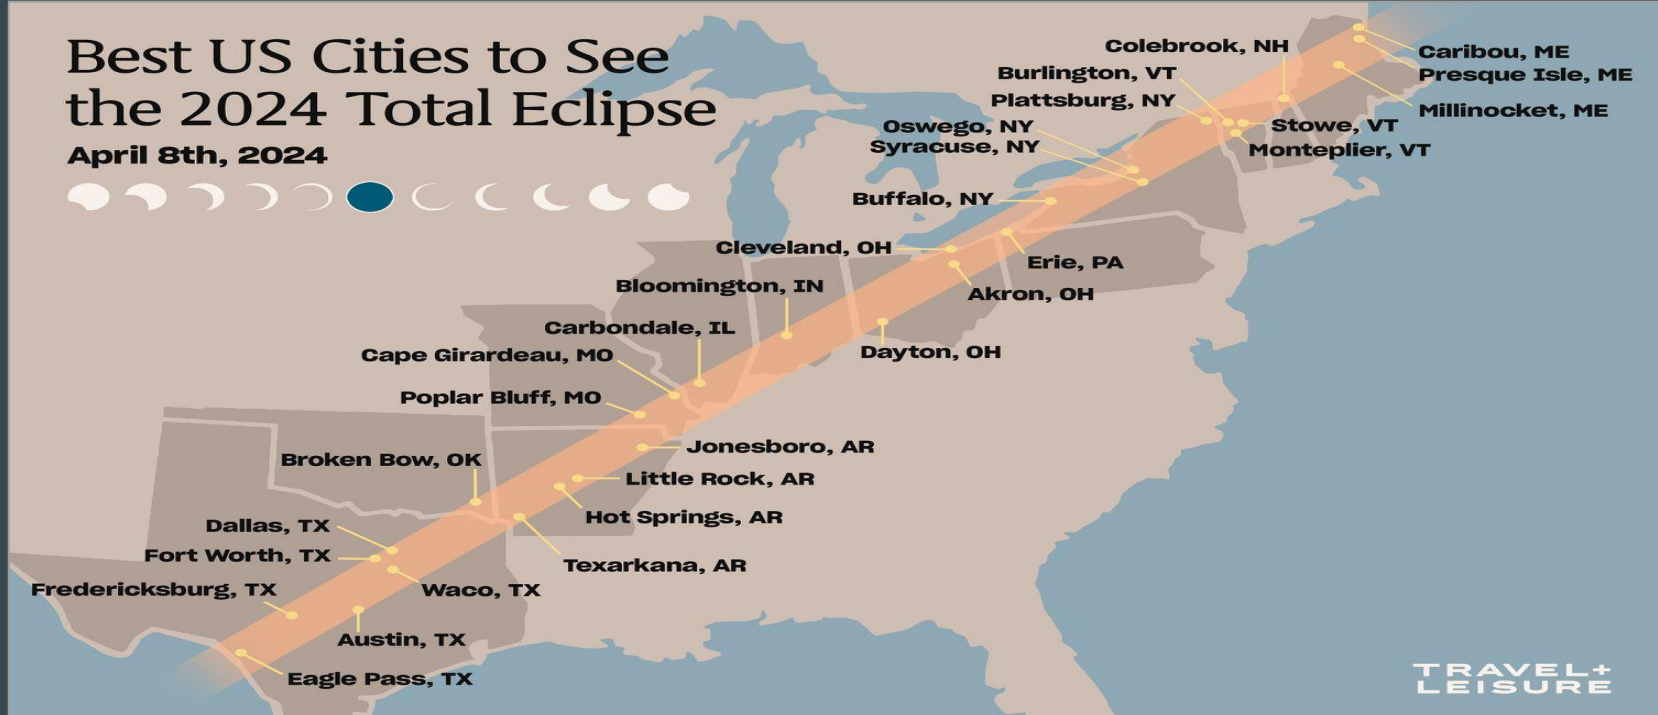 Best US Cities to See
the 2024 Total Eclipse
April 8th, 2024
Colebrook, NH
Burlington, VT
Plattsburg, NY
Oswego, NY
Syracuse, NY
Buffalo, NY
Cleveland, OH
Bloomington, IN
Carbondale, IL
Cape Girardeau, MO
Poplar Bluff, MO
Broken Bow, OK
Dallas, TX
Fort Worth, TX
Fredericksburg, TX
Caribou, ME
Presque Isle, ME
Millinocket, ME
Stowe, VT
Monteplier, VT
Erie, PA
Akron, OH
Dayton, OH
Jonesboro, AR
Little Rock, AR
Hot Springs, AR
Texarkana, AR
Waco, TX
Austin, TX
Eagle Pass, TX
TRAVEL+
LEISURE